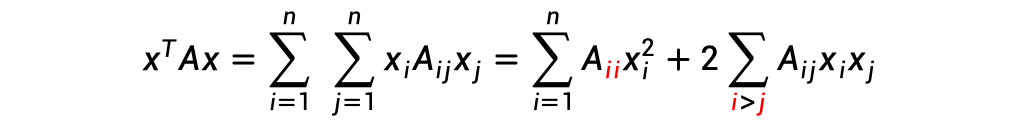 x^T Ax = \sum_{i=1}^{n} \sum_{j=1}^{n} x_i A_{ij} x_j = \sum_{i=1}^{n} A_{ii} x_i^2 + 2 \sum_{i>j} A_{ij} x_i x_j